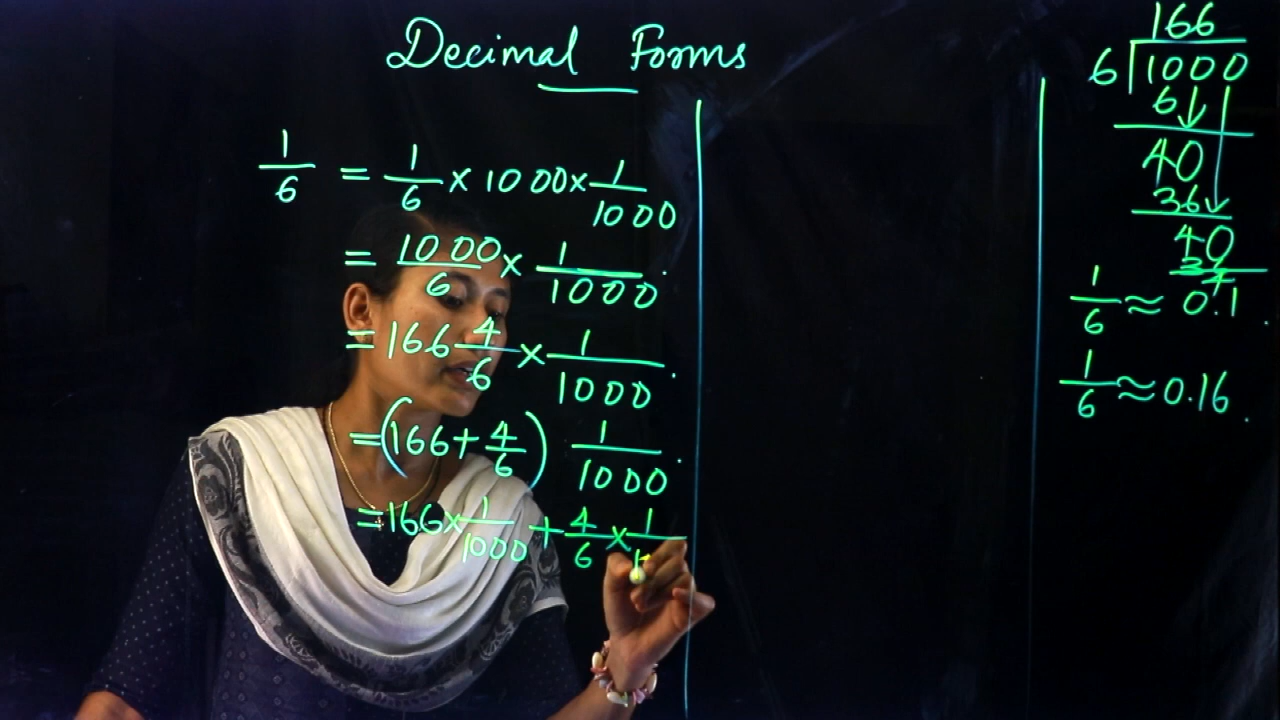 Decimal Forms
1/6 = 1/6 × 1000 × 1/1000
= 1000/6 × 1/1000.
= 166 4/6 × 1/1000.
= (166 + 4/6) 1/1000.
= 166 × 1/1000 + 4/6 × 1/
166
6 1000
6
40
36
40
4
1/6 ≈ 0.1.
1/6 ≈ 0.16.